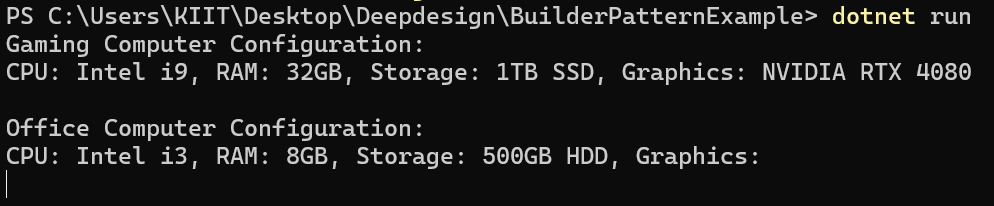 PS C:\Users\KIIT\Desktop\Deepdesign\BuilderPatternExample> dotnet run
Gaming Computer Configuration:
CPU: Intel i9, RAM: 32GB, Storage: 1TB SSD, Graphics: NVIDIA RTX 4080
Office Computer Configuration:
CPU: Intel i3, RAM: 8GB, Storage: 500GB HDD, Graphics: